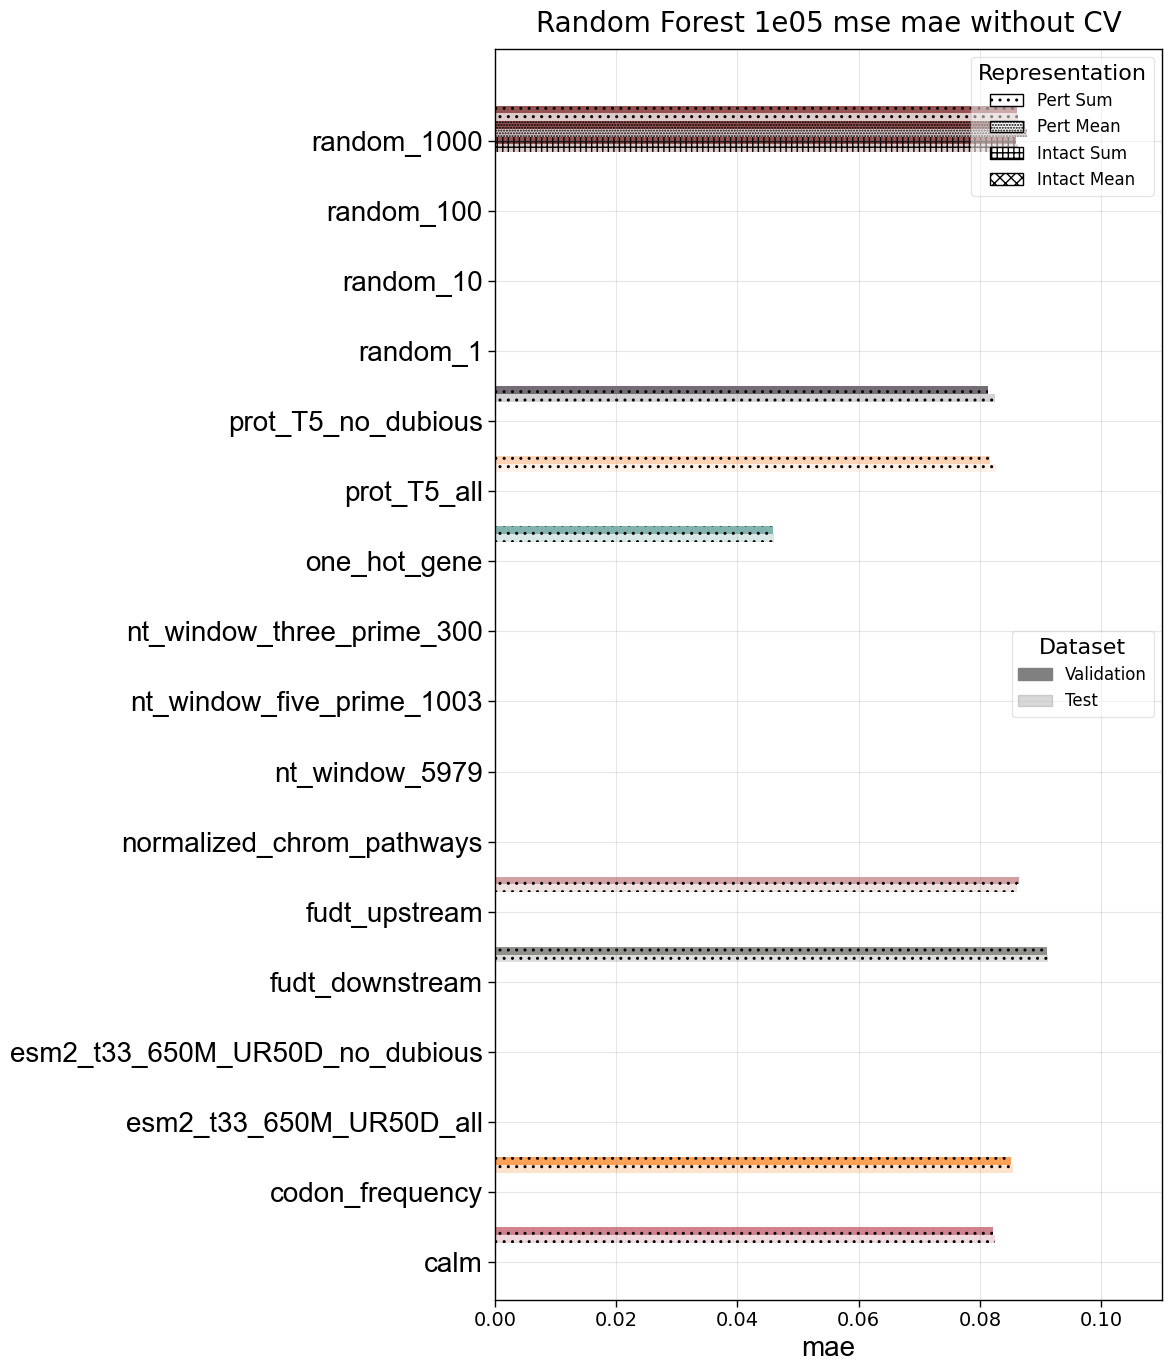 Random Forest 1e05 mse mae without CV
Representation
Pert Sum
Pert Mean
Intact Sum
Intact Mean
random_1000
random_100
random_10
random_1
prot_T5_no_dubious
prot_T5_all
one_hot_gene
nt_window_three_prime_300
Dataset
Validation
Test
nt_window_five_prime_1003
nt_window_5979
normalized_chrom_pathways
fudt_upstream
fudt_downstream
esm2_t33_650M_UR50D_no_dubious
esm2_t33_650M_UR50D_all
codon_frequency
calm
0.00 0.02 0.04 0.06 0.08 0.10
mae